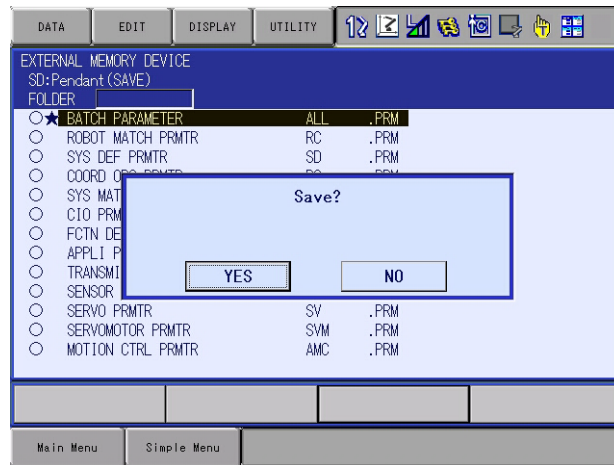 DATA EDIT DISPLAY UTILITY
EXTERNAL MEMORY DEVICE
SD:Pendant(SAVE)
FOLDER
BATCH PARAMETER ALL .PRM
ROBOT MATCH PRMTR RC .PRM
SYS DEF PRMTR SD .PRM
COORD
SYS MAT
Save?
CIO PRM
FCTN DE
APPLI P
TRANSMI
YES NO
SENSOR
SERVO PRMTR SV .PRM
SERVOMOTOR PRMTR SVM .PRM
MOTION CTRL PRMTR AMC .PRM
Main Menu Simple Menu